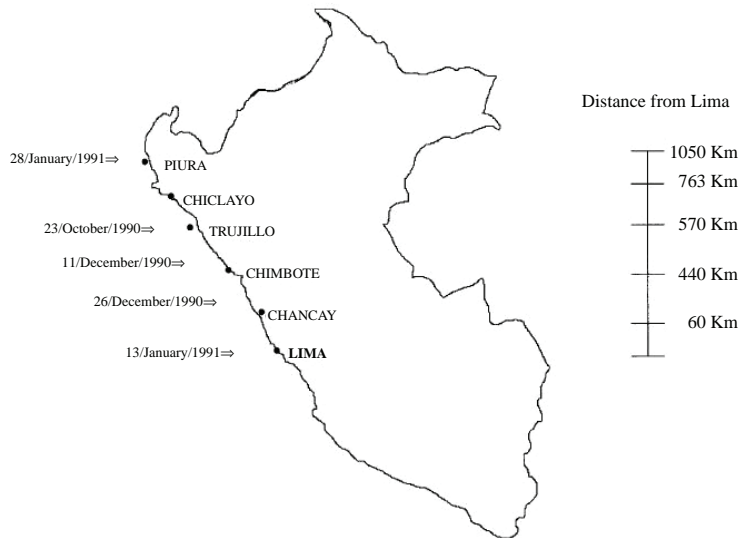 Distance from Lima
1050 Km
28/January/1991⇒
PIURA
763 Km
CHICLAYO
23/October/1990⇒
TRUJILLO
570 Km
11/December/1990⇒
CHIMBOTE
440 Km
26/December/1990⇒
CHANCAY
60 Km
13/January/1991⇒
LIMA